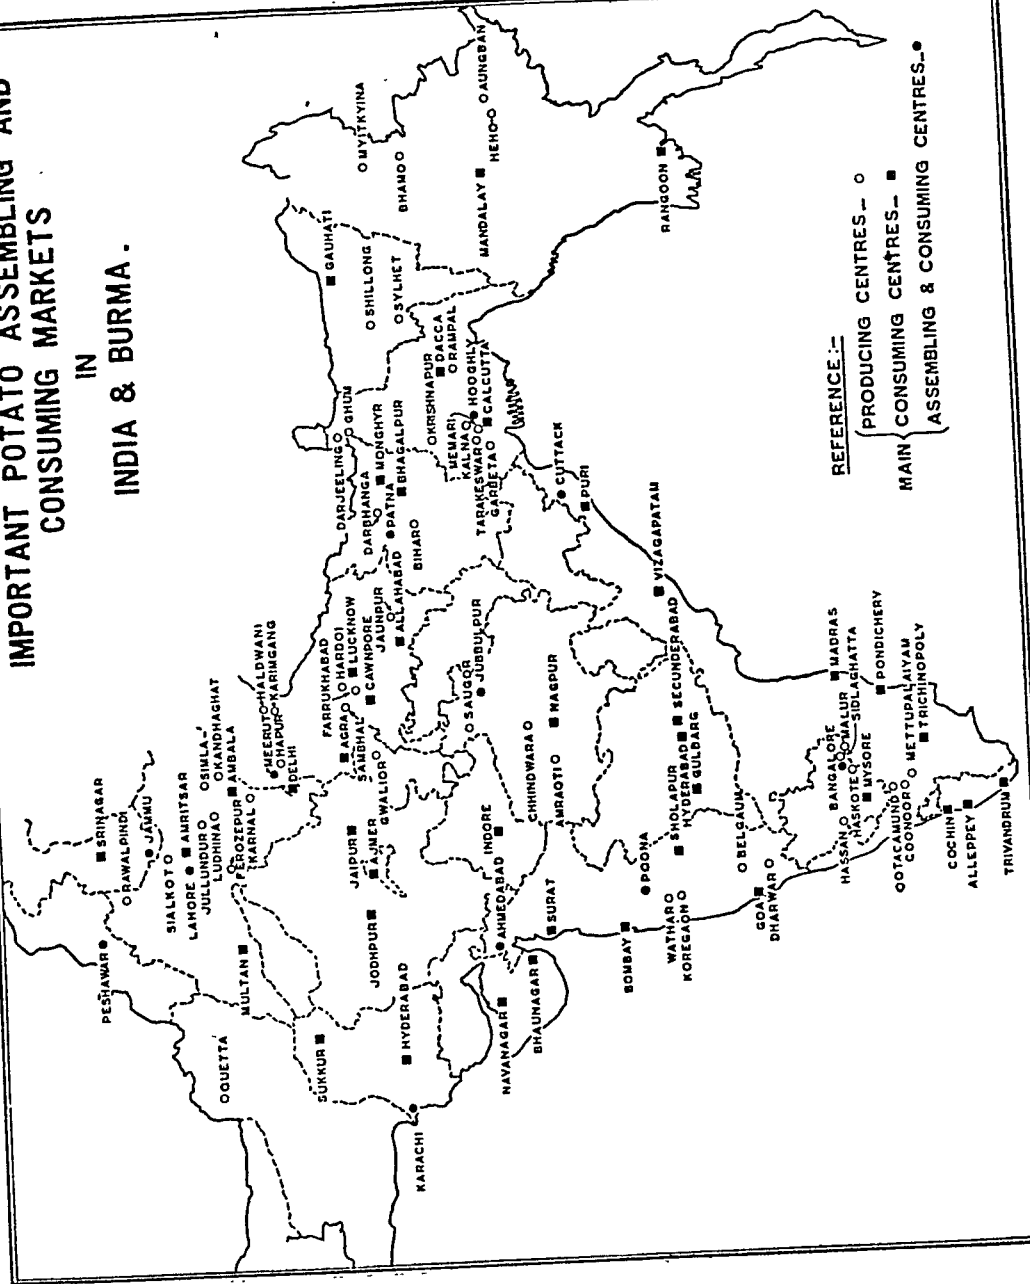 IMPORTANT POTATO ASSEMBLING AND
CONSUMING MARKETS
IN
INDIA & BURMA.
SRINAGAR
RAWALPINDI
JAMMU
PESHAWAR
SIALKOT
LAHORE
AMRITSAR
JULLUNDUR
SIMLA
LUDHINA
KANDHAGHAT
FEROZEPUR
AMBALA
KARNAL
MULTAN
QUETTA
MEERUT
HALDWANI
HAPUR
KARIMGANG
DELHI
SUKKUR
FARRUKHABAD
HARDOI
AGRA
LUCKNOW
SAMBHAL
CAWNPORE
JAIPUR
AJMER
GWALIOR
JAUNPUR
ALLAHABAD
JODHPUR
HYDERABAD
KARACHI
DARJEELING
GHUM
DARBHANGA
MONGHYR
PATNA
BHAGALPUR
BIHAR
GAUHATI
SHILLONG
SYLHET
MYITKYINA
BHAMO
KRISHNAPUR
DACCA
RAMPAL
MEMARI
KALNA
HOOGHLY
TARAKESWAR
CALCUTTA
GARBETA
MANDALAY
HEHO
AUNGBAN
SAUGOR
JUBBULPUR
INDORE
AHMEDABAD
NAVANAGAR
BHAUNAGAR
CHHINDWARA
NAGPUR
AMRAOTI
SURAT
CUTTACK
PURI
RANGOON
POONA
BOMBAY
VIZAGAPATAM
SHOLAPUR
HYDERABAD
SECUNDERABAD
GULBARG
WATHAR
KOREGAON
BELGAUM
GOA
DHARWAR
BANGALORE
MALUR
MADRAS
HASSAN
HASKOTE
SIDLAGHATTA
MYSORE
PONDICHERY
OOTACAMUND
COONOOR
METTUPALAIYAM
TRICHINOPOLY
COCHIN
ALLEPPEY
TRIVANDRUM
REFERENCE:-
MAIN
PRODUCING CENTRES_
CONSUMING CENTRES_
ASSEMBLING & CONSUMING CENTRES_